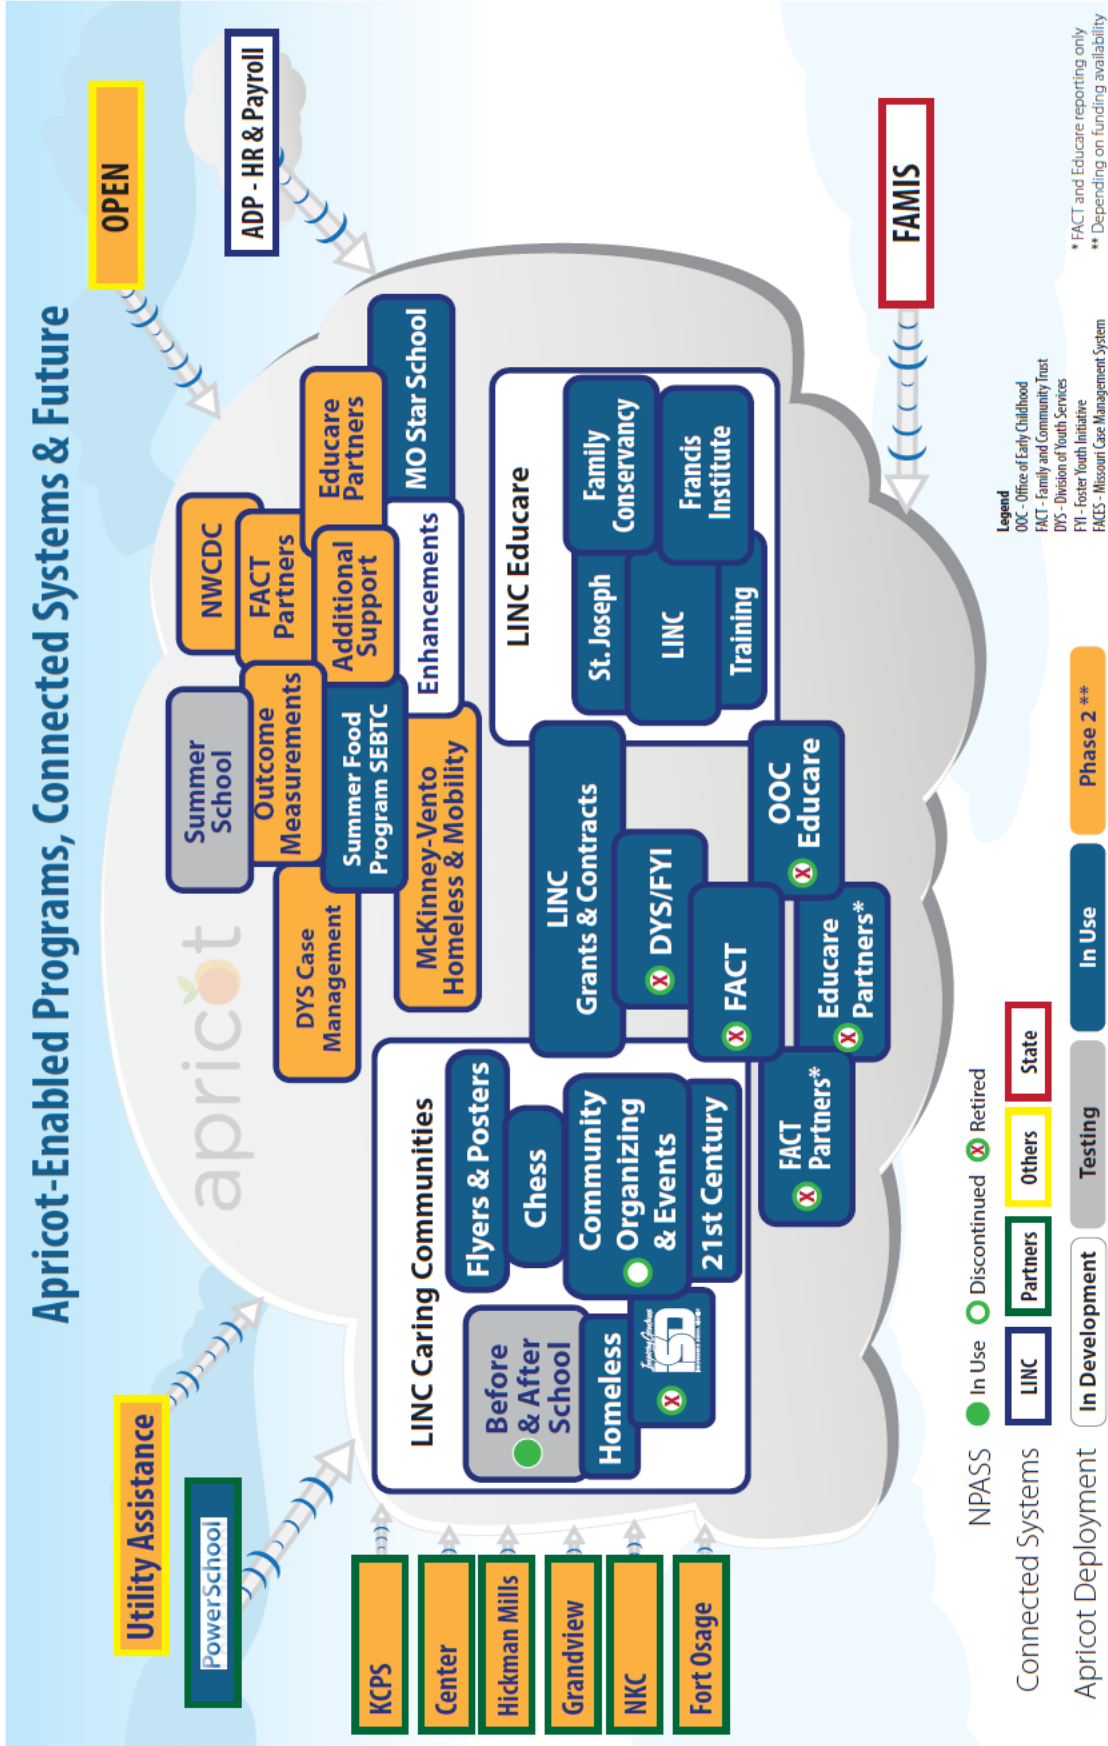 Apricot-Enabled Programs, Connected Systems & Future
Utility Assistance
PowerSchool
OPEN
ADP - HR & Payroll
apricot
Summer
School
NWCDC
FACT
Partners
Outcome
Measurements
Educare
Partners
DYS Case
Management
Summer Food
Program SEBTC
Additional
Support
MO Star School
McKinney-Vento
Homeless & Mobility
Enhancements
KCPS
Center
Hickman Mills
Grandview
NKC
Fort Osage
LINC Caring Communities
Flyers & Posters
Before
& After
School
Chess
Community
Organizing
& Events
Homeless
ISD
X
21st Century
LINC
Grants & Contracts
X DYS/FYI
X FACT
X OOC
Educare
X FACT
Partners*
X Educare
Partners*
LINC Educare
St. Joseph
Family
Conservancy
LINC
Francis
Institute
Training
FAMIS
NPASS
In Use
Discontinued
X Retired
Connected Systems
LINC
Partners
Others
State
Apricot Deployment
In Development
Testing
In Use
Phase 2 **
Legend
OOC - Office of Early Childhood
FACT - Family and Community Trust
DYS - Division of Youth Services
FYI - Foster Youth Initiative
FACES - Missouri Case Management System
* FACT and Educare reporting only
** Depending on funding availability